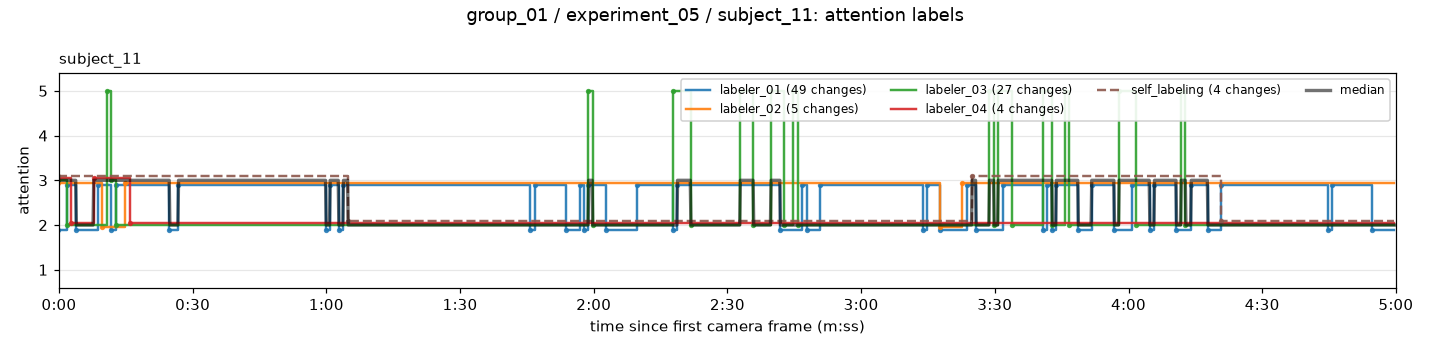 group_01 / experiment_05 / subject_11: attention labels
subject_11
labeler_01 (49 changes) labeler_03 (27 changes) self_labeling (4 changes) median
labeler_02 (5 changes) labeler_04 (4 changes)
attention
5
4
3
2
1
0:00 0:30 1:00 1:30 2:00 2:30 3:00 3:30 4:00 4:30 5:00
time since first camera frame (m:ss)